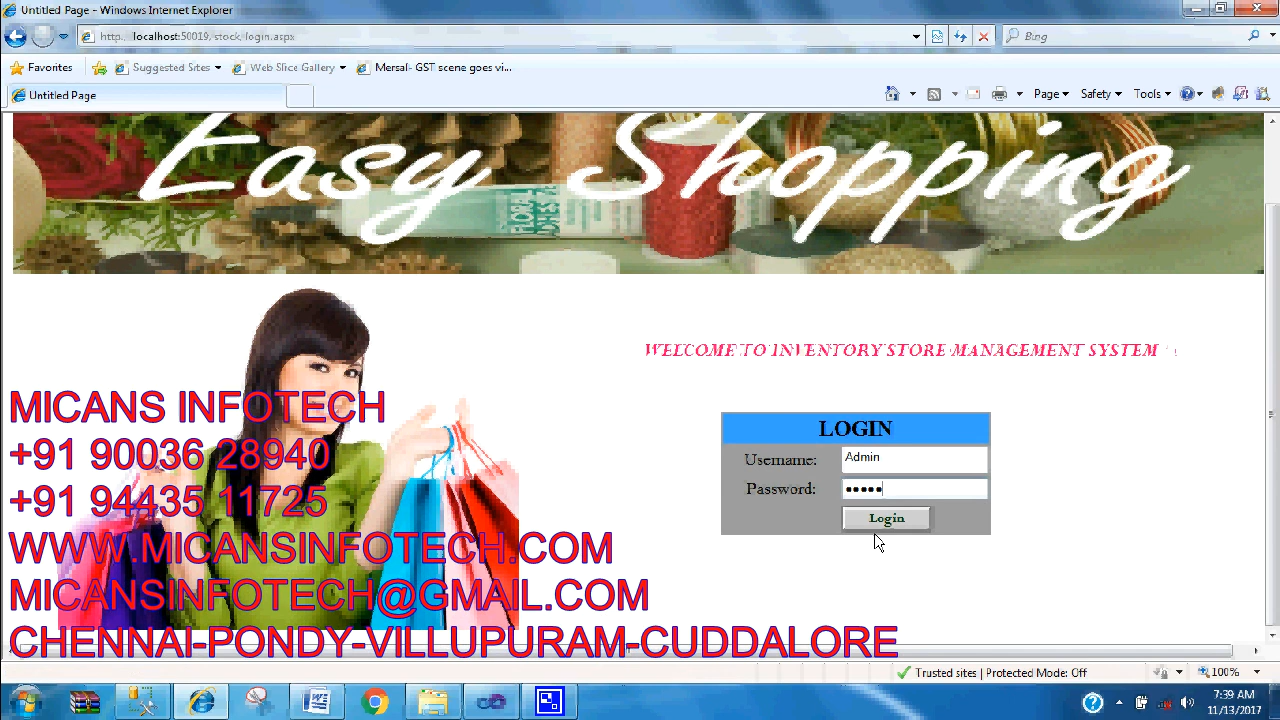 Untitled Page - Windows Internet Explorer
http://localhost:50019/stock/login.aspx
Bing
Favorites
Suggested Sites
Web Slice Gallery
Mersal- GST scene goes vi...
Untitled Page
Page
Safety
Tools
Easy Shopping
FLORAL
WELCOME TO INVENTORY STORE MANAGEMENT SYSTEM
LOGIN
Username: Admin
Password: •••••
Login
MICANS INFOTECH
+91 90036 28940
+91 94435 11725
WWW.MICANSINFOTECH.COM
MICANSINFOTECH@GMAIL.COM
CHENNAI-PONDY-VILLUPURAM-CUDDALORE
Trusted sites | Protected Mode: Off
100%
7:39 AM
11/13/2017